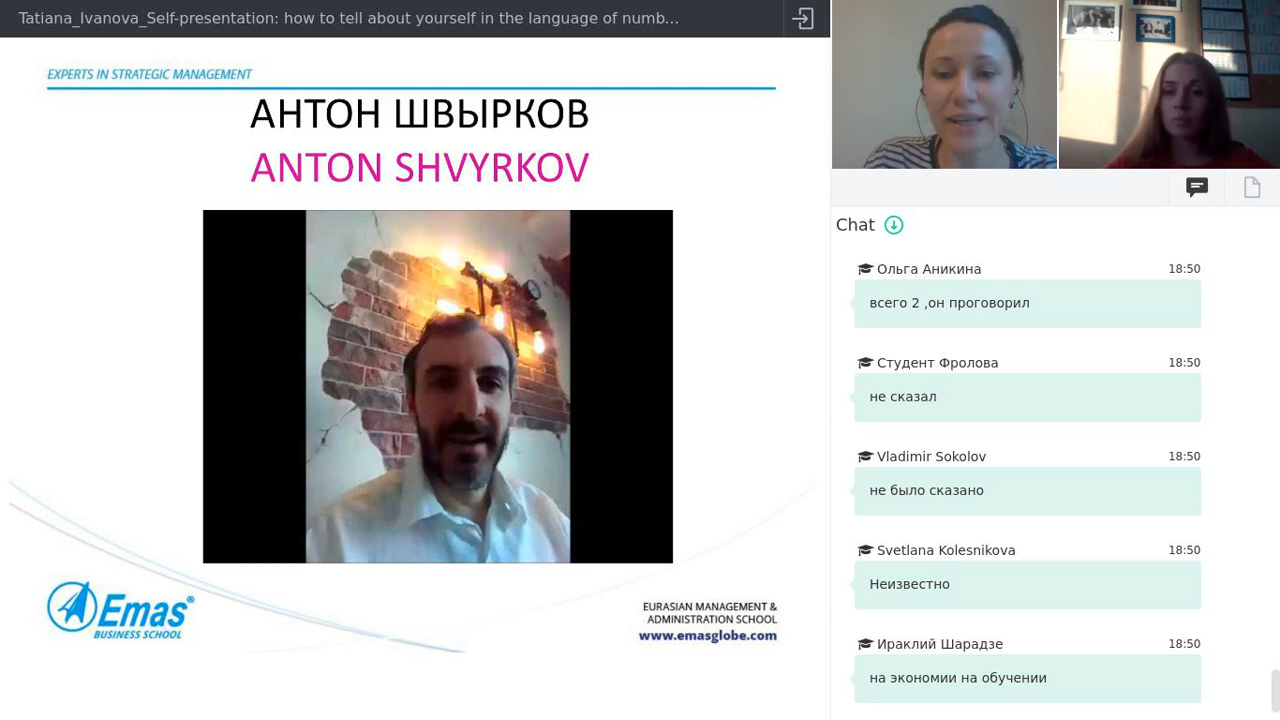 Tatiana_Ivanova_Self-presentation: how to tell about yourself in the language of numb...
EXPERTS IN STRATEGIC MANAGEMENT
АНТОН ШВЫРКОВ
ANTON SHVYRKOV
Emas®
BUSINESS SCHOOL
EURASIAN MANAGEMENT &
ADMINISTRATION SCHOOL
www.emasglobe.com
Chat
Ольга Аникина 18:50
всего 2 ,он проговорил
Студент Фролова 18:50
не сказал
Vladimir Sokolov 18:50
не было сказано
Svetlana Kolesnikova 18:50
Неизвестно
Ираклий Шарадзе 18:50
на экономии на обучении